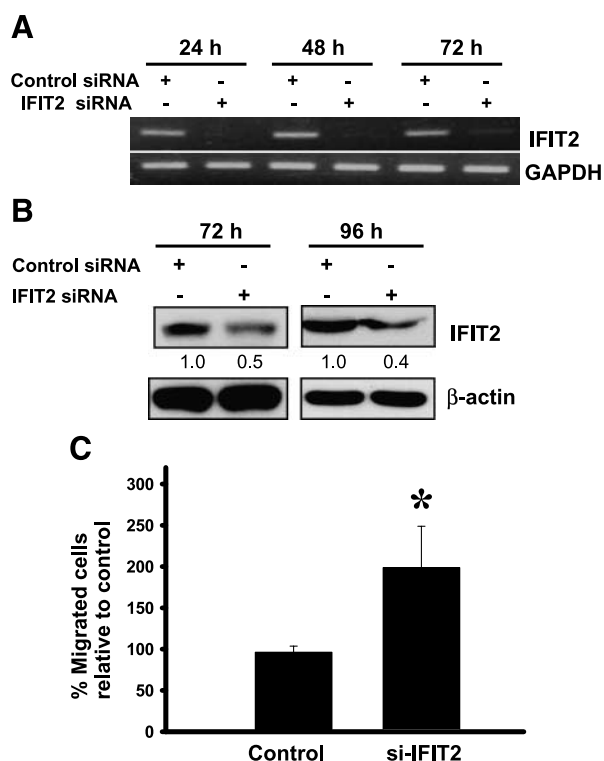 A
24 h 48 h 72 h
Control siRNA + - + - + -
IFIT2 siRNA - + - + - +
IFIT2
GAPDH
B
72 h 96 h
Control siRNA + - + -
IFIT2 siRNA - + - +
IFIT2
1.0 0.5 1.0 0.4
β-actin
C
% Migrated cells
relative to control
300
250
200
150
100
50
0
*
Control si-IFIT2